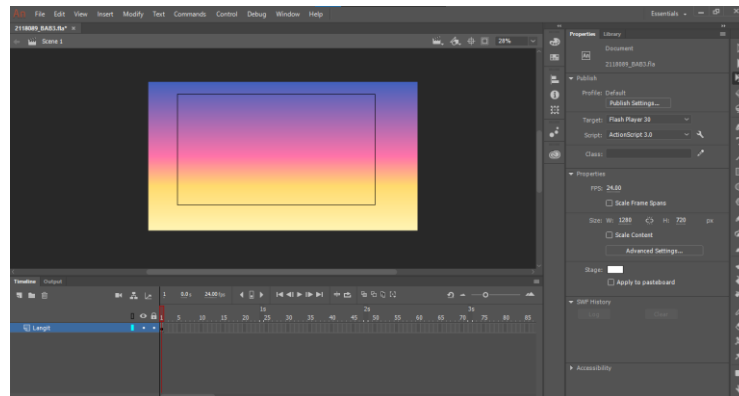 An File Edit View Insert Modify Text Commands Control Debug Window Help Essentials
2118089_BAB3.fla* ×
Scene 1 28%
Properties Library
Document
An 2118089_BAB3.fla
Publish
Profile: Default
Publish Settings...
Target: Flash Player 30
Script: ActionScript 3.0
Class:
Properties
FPS: 24.00
Scale Frame Spans
Size: W: 1280 H: 720 px
Scale Content
Advanced Settings...
Stage:
Apply to pasteboard
SWF History
Log Clear
Accessibility
Timeline Output
1 0.0 s 24.00 fps
1s 2s 3s
1 5 10 15 20 25 30 35 40 45 50 55 60 65 70 75 80 85
Langit